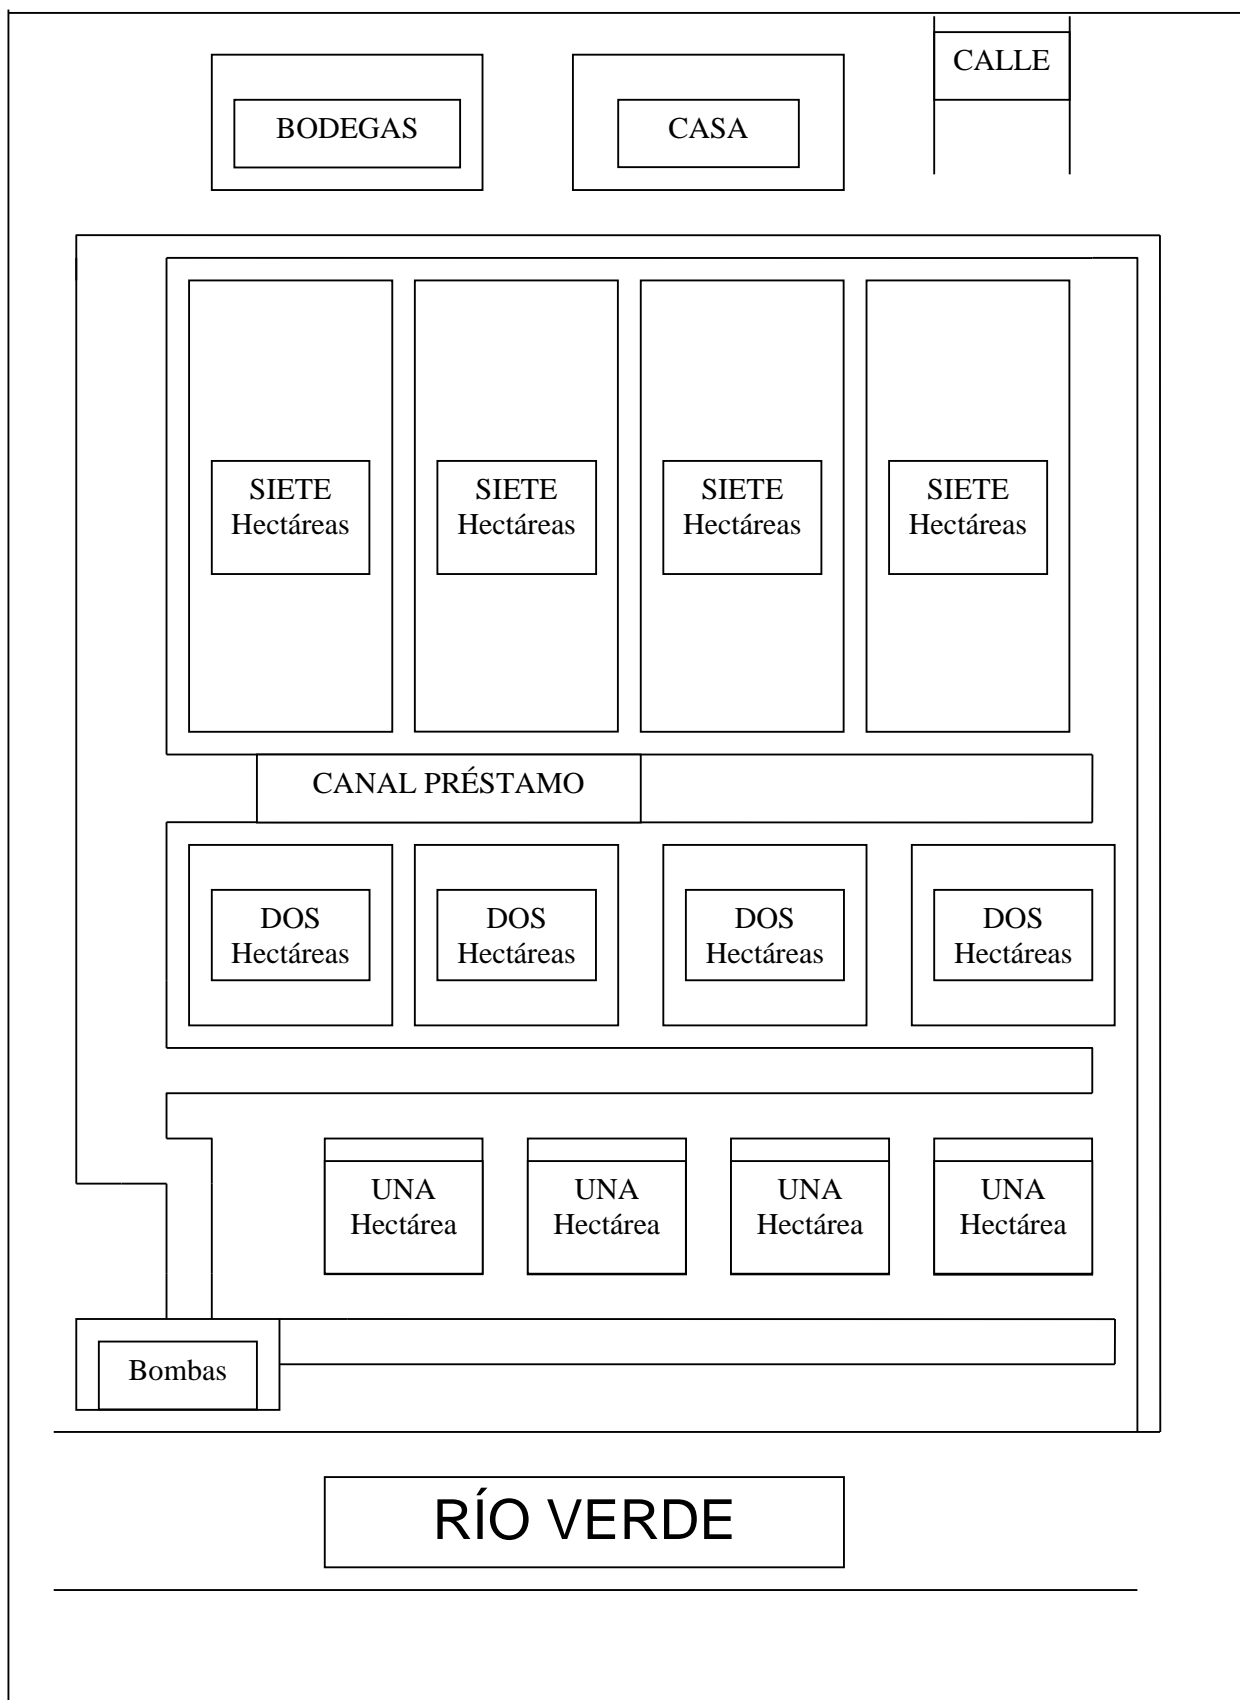 CALLE
BODEGAS
CASA
SIETE
Hectáreas
SIETE
Hectáreas
SIETE
Hectáreas
SIETE
Hectáreas
CANAL PRÉSTAMO
DOS
Hectáreas
DOS
Hectáreas
DOS
Hectáreas
DOS
Hectáreas
UNA
Hectárea
UNA
Hectárea
UNA
Hectárea
UNA
Hectárea
Bombas
RÍO VERDE